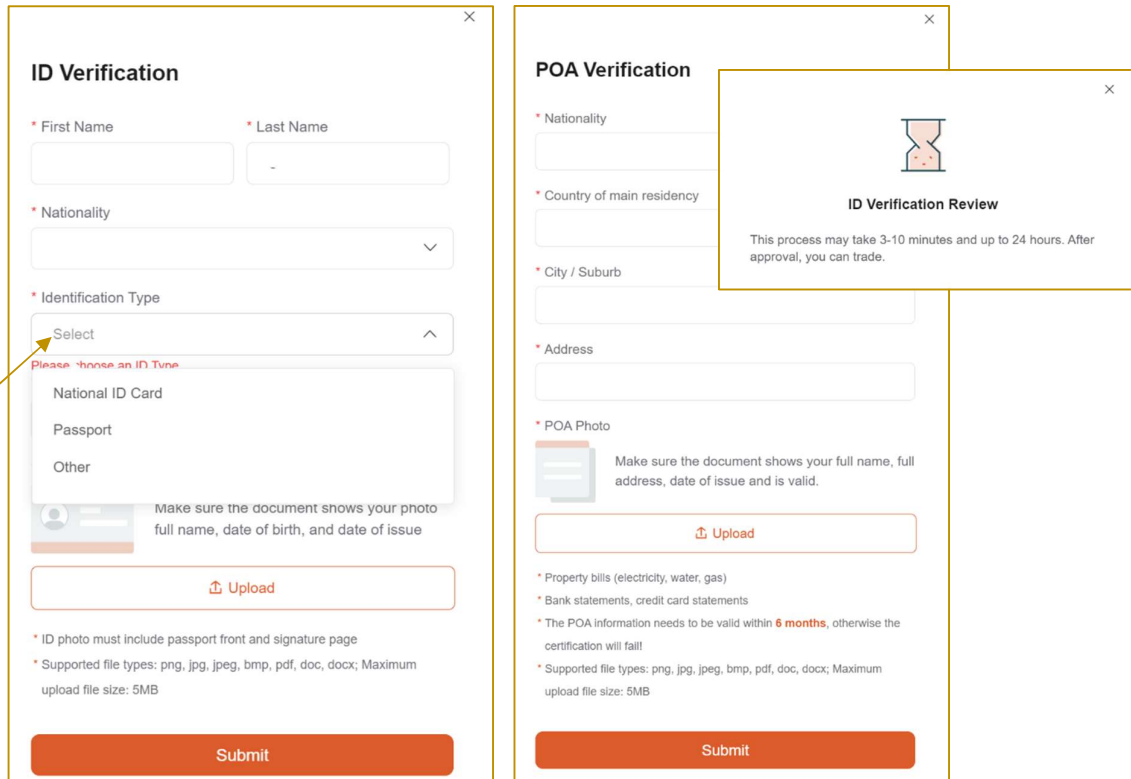 ID Verification
* First Name
* Last Name
-
* Nationality
* Identification Type
Select
Please choose an ID Type
National ID Card
Passport
Other
Make sure the document shows your photo
full name, date of birth, and date of issue
Upload
* ID photo must include passport front and signature page
* Supported file types: png, jpg, jpeg, bmp, pdf, doc, docx; Maximum
upload file size: 5MB
Submit
POA Verification
* Nationality
* Country of main residency
* City / Suburb
* Address
* POA Photo
Make sure the document shows your full name, full
address, date of issue and is valid.
Upload
* Property bills (electricity, water, gas)
* Bank statements, credit card statements
* The POA information needs to be valid within 6 months, otherwise the
certification will fail!
* Supported file types: png, jpg, jpeg, bmp, pdf, doc, docx; Maximum
upload file size: 5MB
Submit
ID Verification Review
This process may take 3-10 minutes and up to 24 hours. After
approval, you can trade.